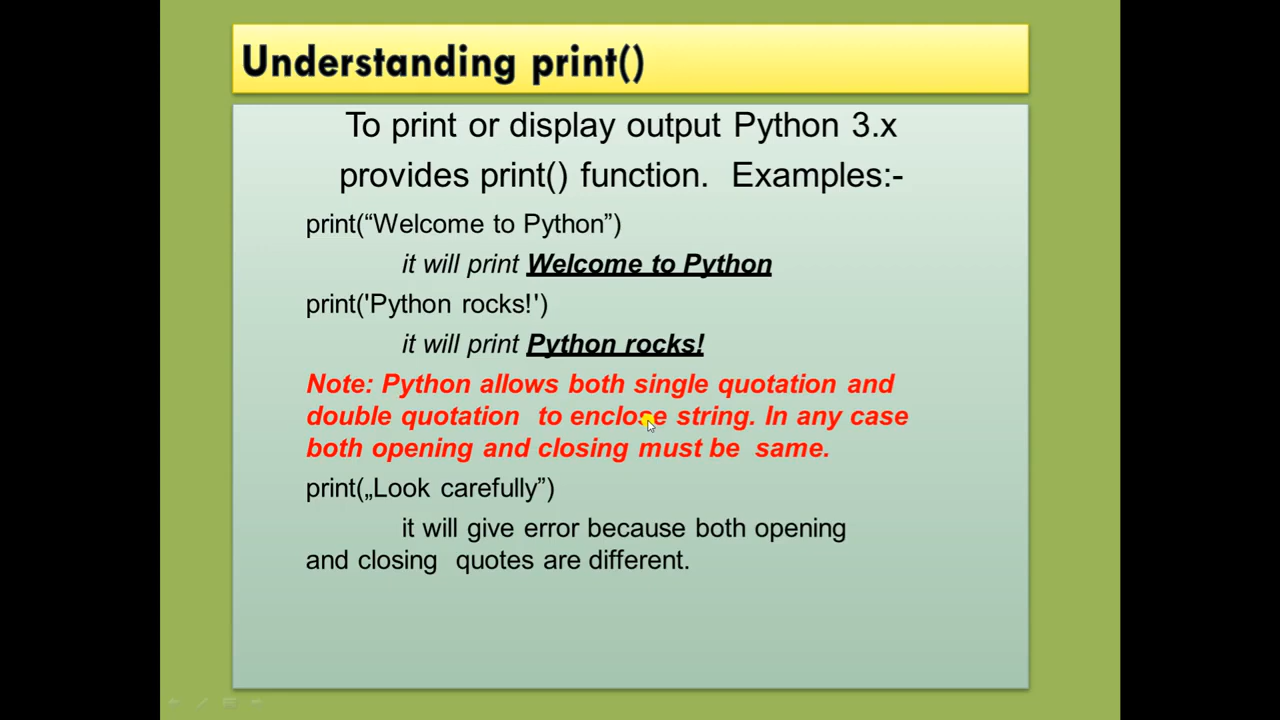 Understanding print()
To print or display output Python 3.x
provides print() function.  Examples:-
print(“Welcome to Python”)
it will print Welcome to Python
print('Python rocks!')
it will print Python rocks!
Note: Python allows both single quotation and
double quotation  to enclose string. In any case
both opening and closing must be  same.
print(„Look carefully”)
it will give error because both opening
and closing  quotes are different.